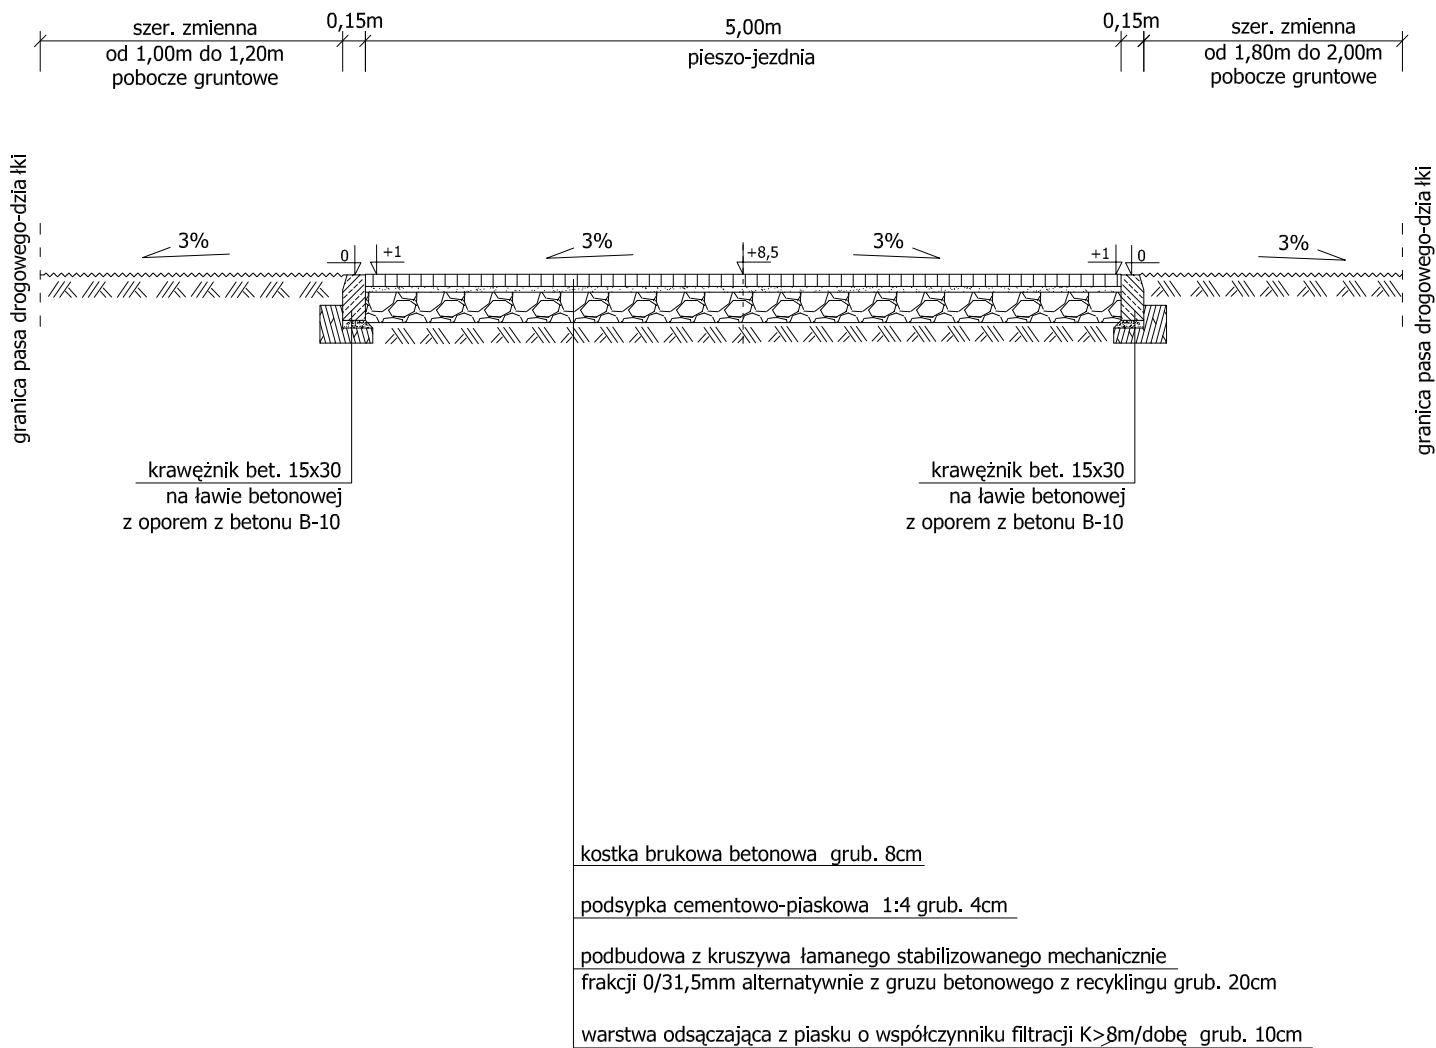 szer. zmienna
od 1,00m do 1,20m
pobocze gruntowe
0,15m
5,00m
pieszo-jezdnia
0,15m
szer. zmienna
od 1,80m do 2,00m
pobocze gruntowe
granica pasa drogowego-działki
3%
0
+1
3%
+8,5
3%
+1
0
3%
granica pasa drogowego-działki
krawężnik bet. 15x30
na ławie betonowej
z oporem z betonu B-10
krawężnik bet. 15x30
na ławie betonowej
z oporem z betonu B-10
kostka brukowa betonowa grub. 8cm
podsypka cementowo-piaskowa 1:4 grub. 4cm
podbudowa z kruszywa łamanego stabilizowanego mechanicznie
frakcji 0/31,5mm alternatywnie z gruzu betonowego z recyklingu grub. 20cm
warstwa odsączająca z piasku o współczynniku filtracji K>8m/dobę grub. 10cm